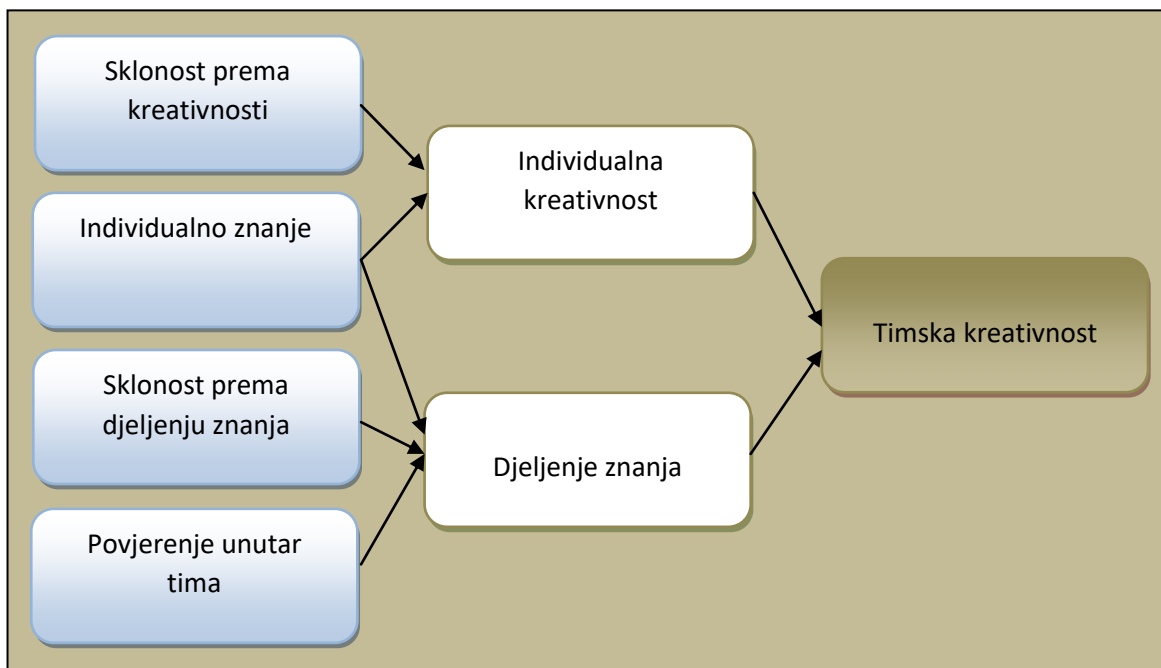 Sklonost prema
kreativnosti
Individualno znanje
Sklonost prema
djeljenju znanja
Povjerenje unutar
tima
Individualna
kreativnost
Djeljenje znanja
Timska kreativnost